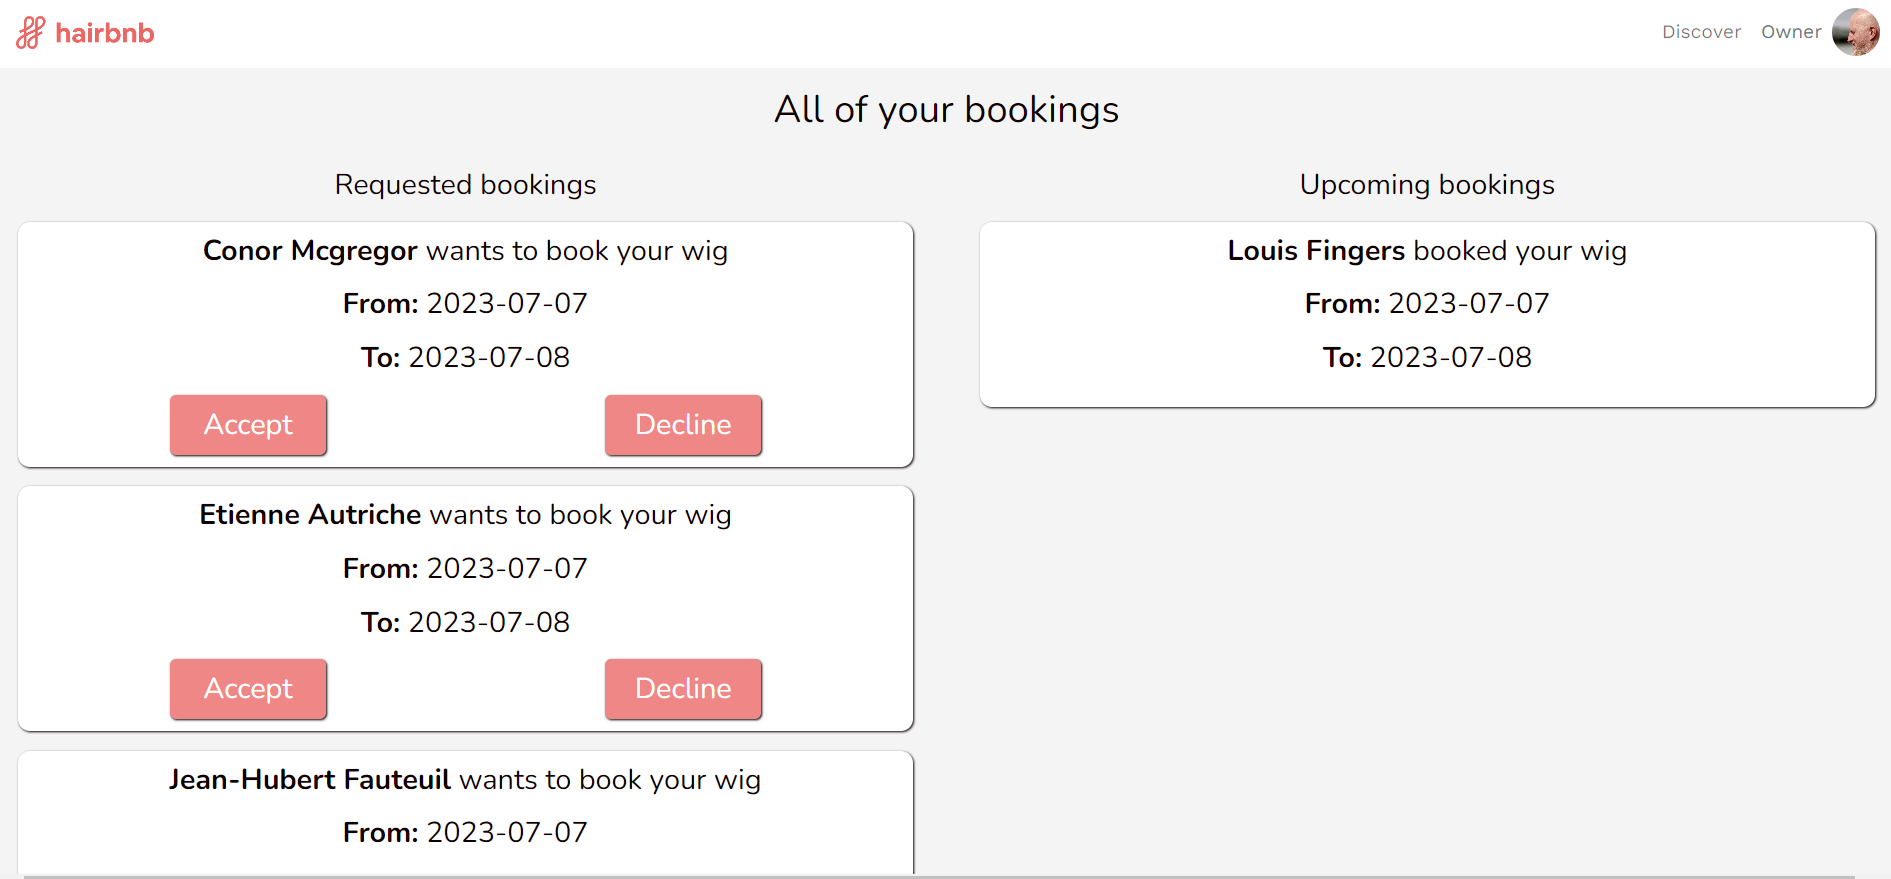 hairbnb
Discover
Owner
All of your bookings
Requested bookings
Conor Mcgregor wants to book your wig
From: 2023-07-07
To: 2023-07-08
Accept
Decline
Etienne Autriche wants to book your wig
From: 2023-07-07
To: 2023-07-08
Accept
Decline
Jean-Hubert Fauteuil wants to book your wig
From: 2023-07-07
Upcoming bookings
Louis Fingers booked your wig
From: 2023-07-07
To: 2023-07-08